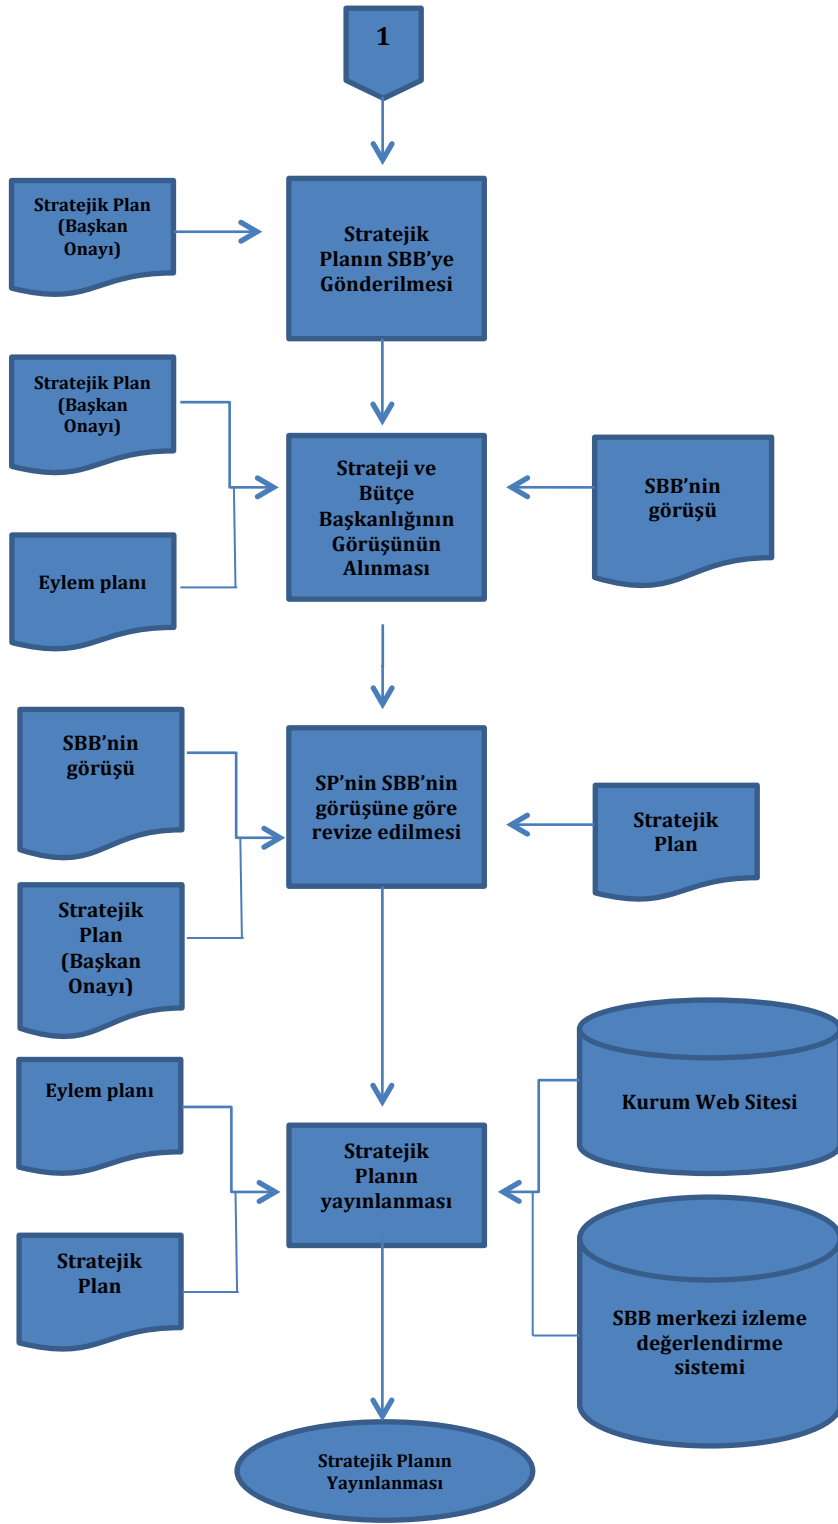 1
Stratejik Plan
(Başkan
Onayı)
Stratejik
Planın SBB’ye
Gönderilmesi
Stratejik Plan
(Başkan
Onayı)
Strateji ve
Bütçe
Başkanlığının
Görüşünün
Alınması
SBB’nin
görüşü
Eylem planı
SBB’nin
görüşü
SP’nin SBB’nin
görüşüne göre
revize edilmesi
Stratejik
Plan
Stratejik
Plan
(Başkan
Onayı)
Eylem planı
Kurum Web Sitesi
Stratejik
Planın
yayınlanması
Stratejik
Plan
SBB merkezi izleme
değerlendirme
sistemi
Stratejik Planın
Yayınlanması